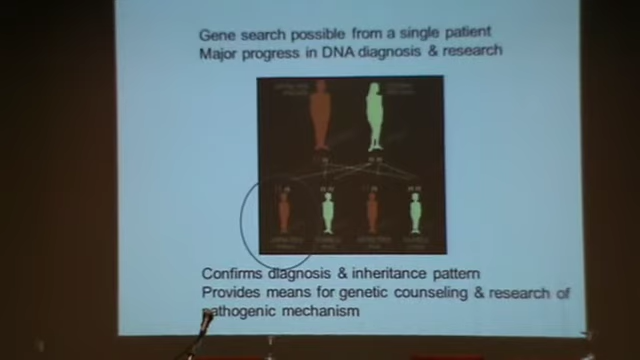 Gene search possible from a single patient
Major progress in DNA diagnosis & research
Confirms diagnosis & inheritance pattern
Provides means for genetic counseling & research of
pathogenic mechanism